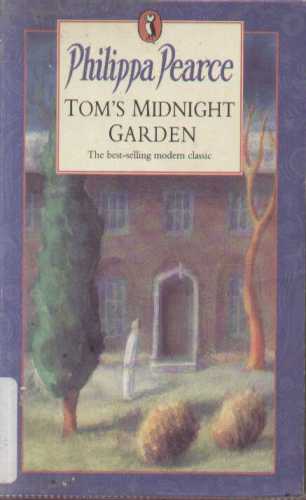 Philippa Pearce
TOM'S MIDNIGHT
GARDEN
The best-selling modern classic